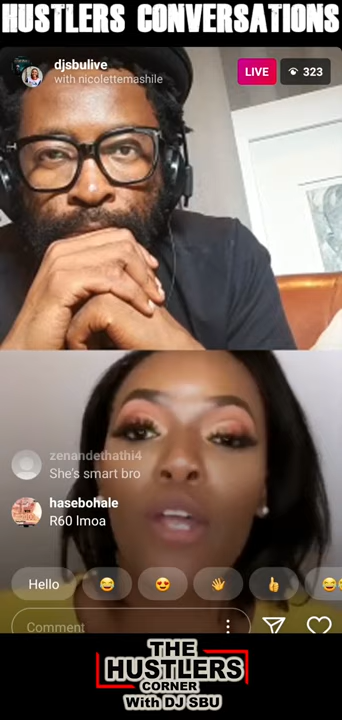 HUSTLERS CONVERSATIONS
djsbulive
with nicolettemashile
LIVE
323
zenandethathi4
She's smart bro
hasebohale
R60 lmoa
Hello
Comment
THE
HUSTLERS
CORNER
With DJ SBU